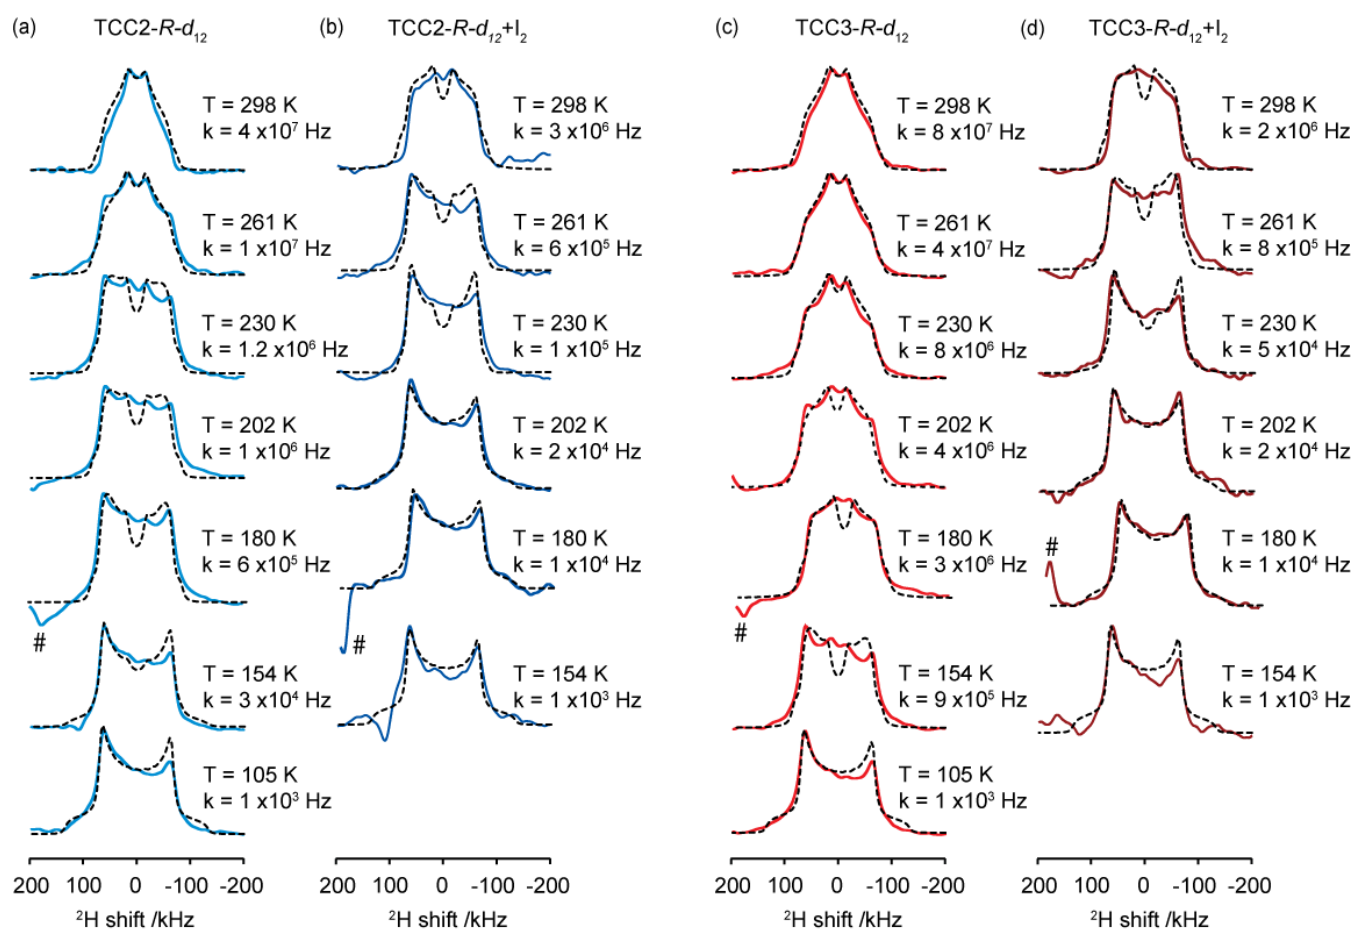 (a) TCC2-R-d₁₂
T = 298 K
k = 4 x10⁷ Hz
T = 261 K
k = 1 x10⁷ Hz
T = 230 K
k = 1.2 x10⁶ Hz
T = 202 K
k = 1 x10⁶ Hz
T = 180 K
k = 6 x10⁵ Hz
#
T = 154 K
k = 3 x10⁴ Hz
T = 105 K
k = 1 x10³ Hz
200 100 0 -100 -200
²H shift /kHz
(b) TCC2-R-d₁₂+I₂
T = 298 K
k = 3 x10⁶ Hz
T = 261 K
k = 6 x10⁵ Hz
T = 230 K
k = 1 x10⁵ Hz
T = 202 K
k = 2 x10⁴ Hz
T = 180 K
k = 1 x10⁴ Hz
#
T = 154 K
k = 1 x10³ Hz
200 100 0 -100 -200
²H shift /kHz
(c) TCC3-R-d₁₂
T = 298 K
k = 8 x10⁷ Hz
T = 261 K
k = 4 x10⁷ Hz
T = 230 K
k = 8 x10⁶ Hz
T = 202 K
k = 4 x10⁶ Hz
T = 180 K
k = 3 x10⁶ Hz
#
T = 154 K
k = 9 x10⁵ Hz
T = 105 K
k = 1 x10³ Hz
200 100 0 -100 -200
²H shift /kHz
(d) TCC3-R-d₁₂+I₂
T = 298 K
k = 2 x10⁶ Hz
T = 261 K
k = 8 x10⁵ Hz
T = 230 K
k = 5 x10⁴ Hz
T = 202 K
k = 2 x10⁴ Hz
#
T = 180 K
k = 1 x10⁴ Hz
T = 154 K
k = 1 x10³ Hz
200 100 0 -100 -200
²H shift /kHz